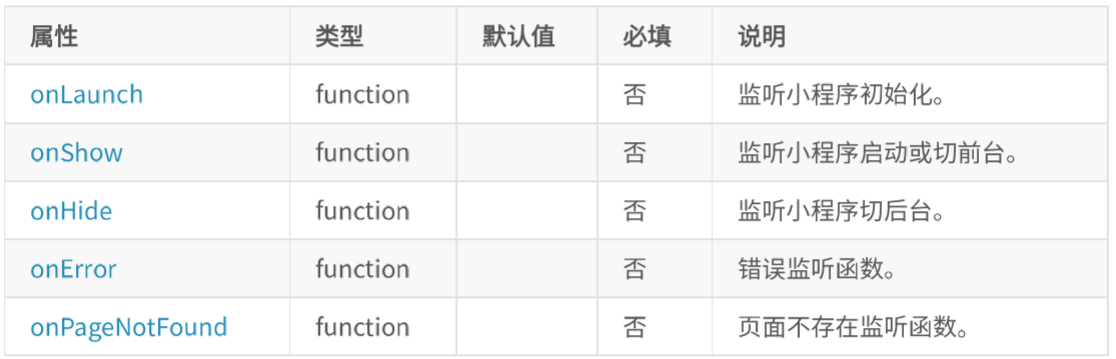 属性 类型 默认值 必填 说明
onLaunch function 否 监听小程序初始化。
onShow function 否 监听小程序启动或切前台。
onHide function 否 监听小程序切后台。
onError function 否 错误监听函数。
onPageNotFound function 否 页面不存在监听函数。